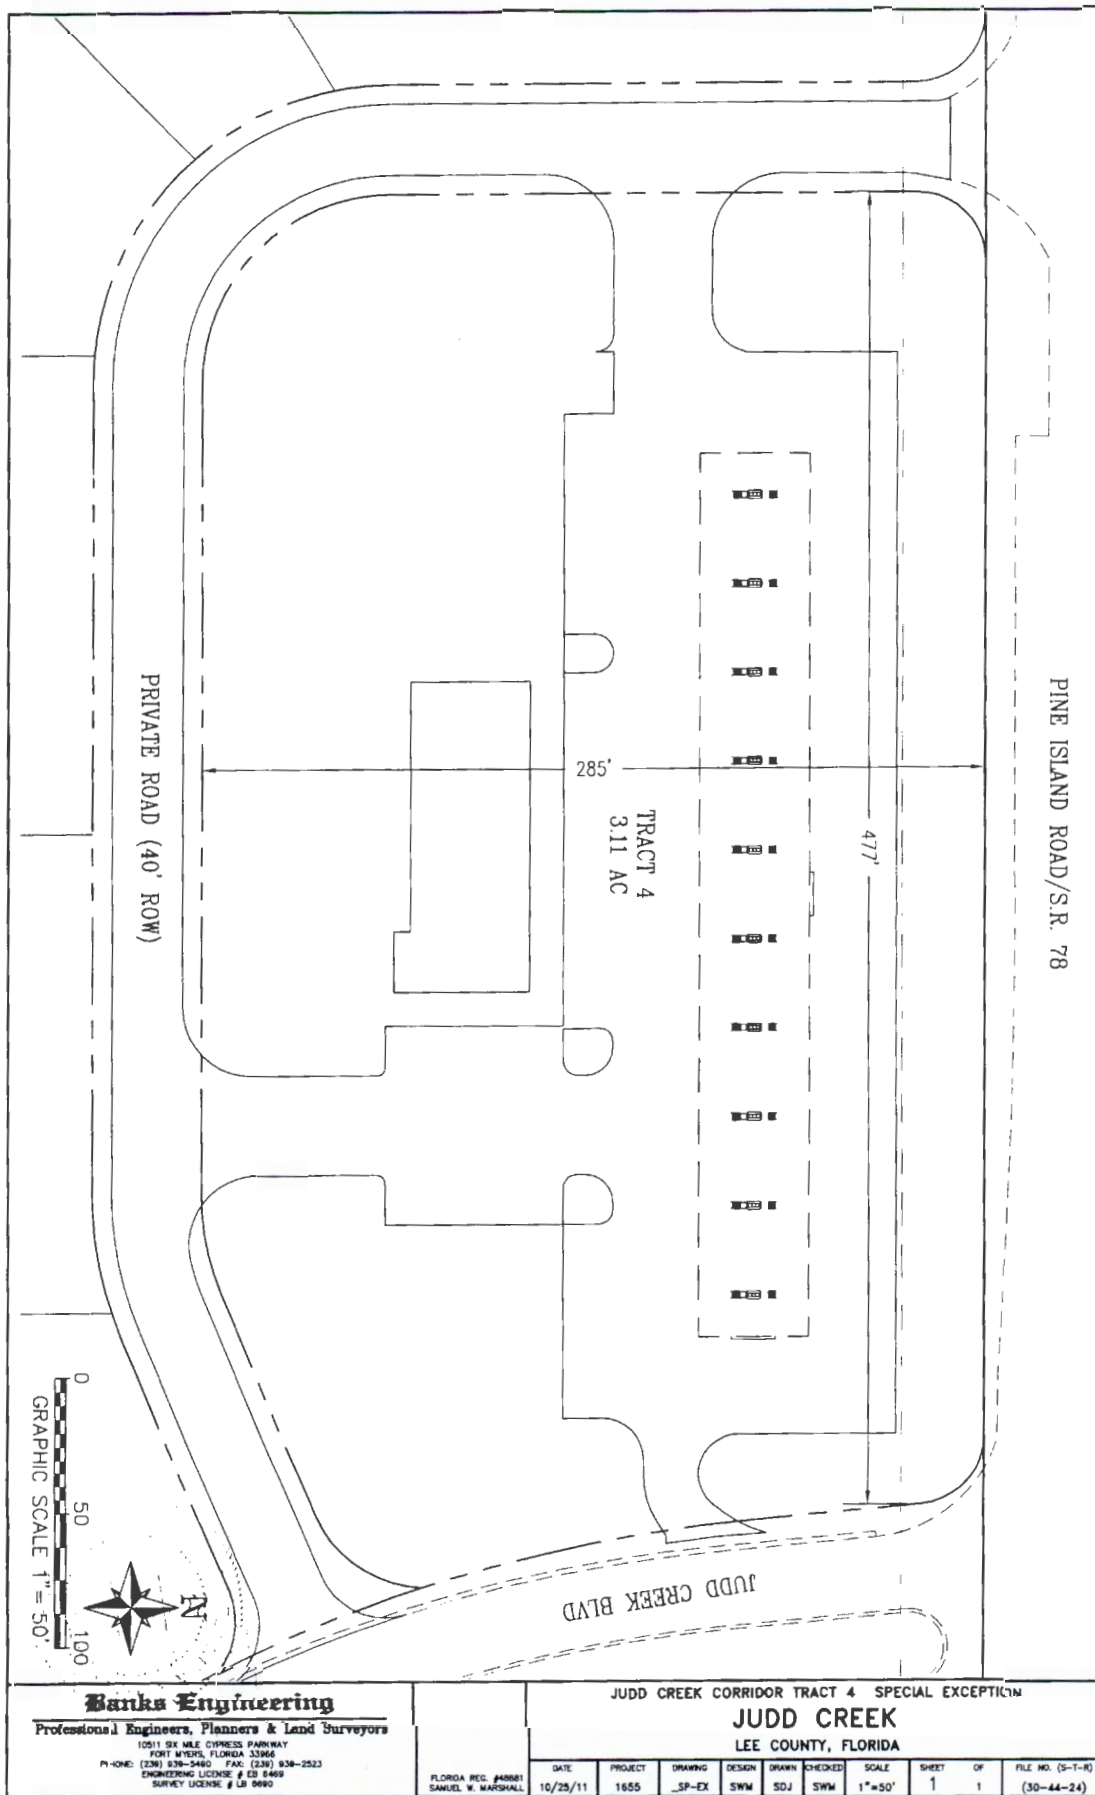 PINE ISLAND ROAD/S.R. 78
477'
285'
TRACT 4
3.11 AC
PRIVATE ROAD (40' ROW)
JUDD CREEK BLVD
0 50 100
GRAPHIC SCALE 1"= 50'
N
Banks Engineering
Professional Engineers, Planners & Land Surveyors
10511 SIX MILE CYPRESS PARKWAY
FORT MYERS, FLORIDA 33966
PHONE: (239) 939-5490 FAX: (239) 939-2523
ENGINEERING LICENSE # EB 6469
SURVEY LICENSE # LB 6690
FLORIDA REG. #48681
SAMUEL W. MARSHALL
JUDD CREEK CORRIDOR TRACT 4 SPECIAL EXCEPTION
JUDD CREEK
LEE COUNTY, FLORIDA
DATE PROJECT DRAWING DESIGN DRAWN CHECKED SCALE SHEET OF FILE NO. (S-T-R)
10/25/11 1655 _SP-EX SWM SDJ SWM 1"=50' 1 1 (30-44-24)